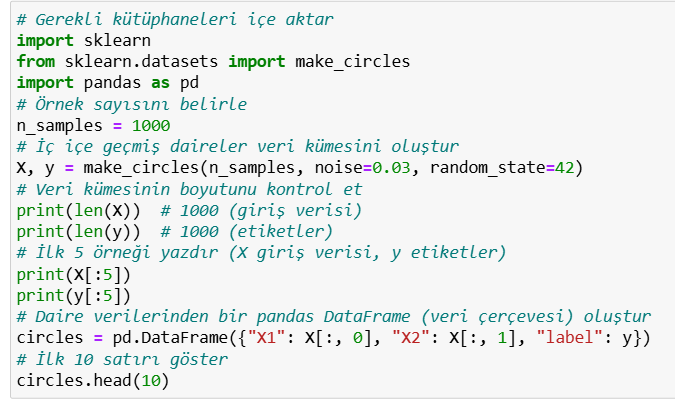 # Gerekli kütüphaneleri içe aktar
import sklearn
from sklearn.datasets import make_circles
import pandas as pd
# Örnek sayısını belirle
n_samples = 1000
# İç içe geçmiş daireler veri kümesini oluştur
X, y = make_circles(n_samples, noise=0.03, random_state=42)
# Veri kümesinin boyutunu kontrol et
print(len(X))  # 1000 (giriş verisi)
print(len(y))  # 1000 (etiketler)
# İlk 5 örneği yazdır (X giriş verisi, y etiketler)
print(X[:5])
print(y[:5])
# Daire verilerinden bir pandas DataFrame (veri çerçevesi) oluştur
circles = pd.DataFrame({"X1": X[:, 0], "X2": X[:, 1], "label": y})
# İlk 10 satırı göster
circles.head(10)